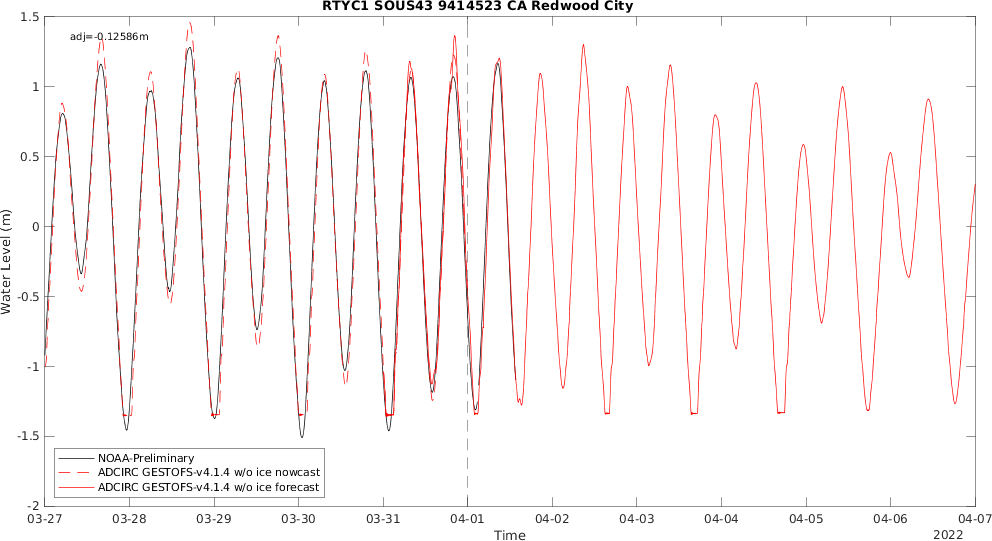 RTYC1 SOUS43 9414523 CA Redwood City
adj=-0.12586m
1.5
1
0.5
0
-0.5
-1
-1.5
-2
Water Level (m)
NOAA-Preliminary
ADCIRC GESTOFS-v4.1.4 w/o ice nowcast
ADCIRC GESTOFS-v4.1.4 w/o ice forecast
03-27 03-28 03-29 03-30 03-31 04-01 04-02 04-03 04-04 04-05 04-06 04-07
Time
2022